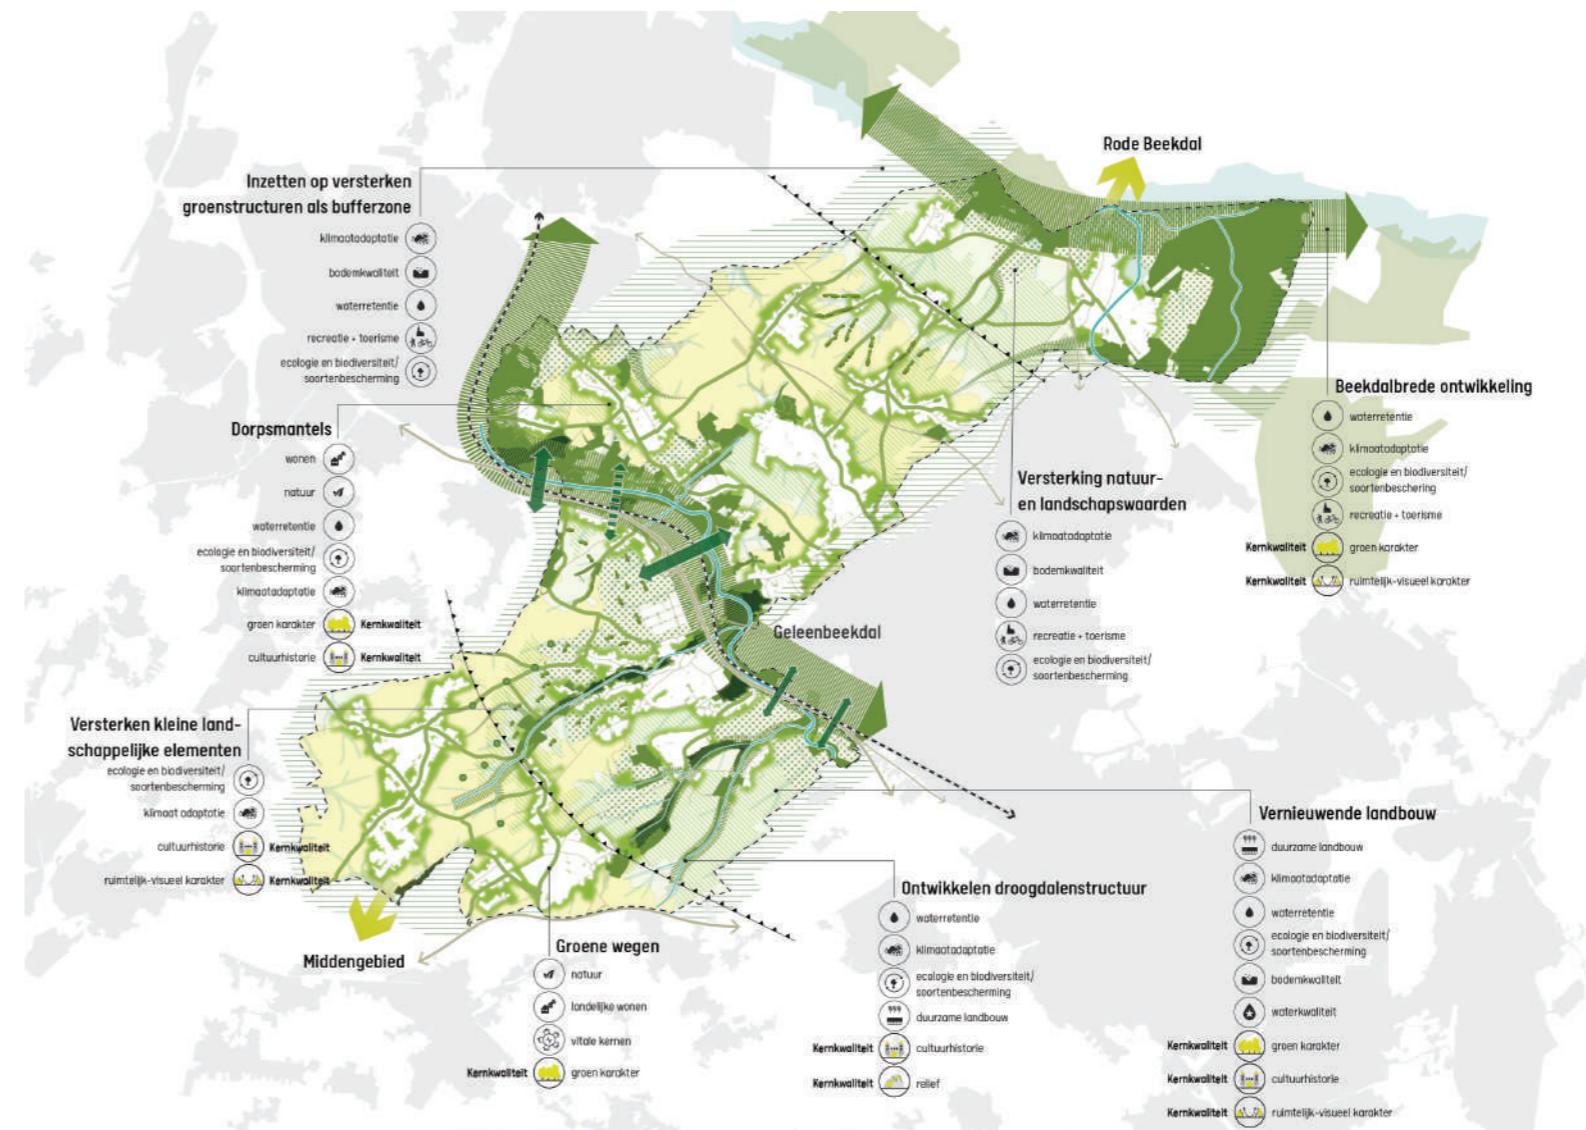 Rode Beekdal
Inzetten op versterken
groenstructuren als bufferzone
klimaatadaptatie
bodemkwaliteit
waterretentie
recreatie + toerisme
ecologie en biodiversiteit/
soortenbescherming
Dorpsmantels
wonen
natuur
waterretentie
ecologie en biodiversiteit/
soortenbescherming
klimaatadaptatie
groen karakter Kernkwaliteit
cultuurhistorie Kernkwaliteit
Versterken kleine land-
schappelijke elementen
ecologie en biodiversiteit/
soortenbescherming
klimaat adaptatie
cultuurhistorie Kernkwaliteit
ruimtelijk-visueel karakter Kernkwaliteit
Middengebied
Groene wegen
natuur
landelijke wonen
vitale kernen
Kernkwaliteit groen karakter
Geleenbeekdal
Versterking natuur-
en landschapswaarden
klimaatadaptatie
bodemkwaliteit
waterretentie
recreatie + toerisme
ecologie en biodiversiteit/
soortenbescherming
Beekdalbrede ontwikkeling
waterretentie
klimaatadaptatie
ecologie en biodiversiteit/
soortenbeschering
recreatie + toerisme
Kernkwaliteit groen karakter
Kernkwaliteit ruimtelijk-visueel karakter
Ontwikkelen droogdalenstructuur
waterretentie
klimaatadaptatie
ecologie en biodiversiteit/
soortenbescherming
duurzame landbouw
Kernkwaliteit cultuurhistorie
Kernkwaliteit relief
Vernieuwende landbouw
duurzame landbouw
klimaatadaptatie
waterretentie
ecologie en biodiversiteit/
soortenbescherming
bodemkwaliteit
waterkwaliteit
Kernkwaliteit groen karakter
Kernkwaliteit cultuurhistorie
Kernkwaliteit ruimtelijk-visueel karakter